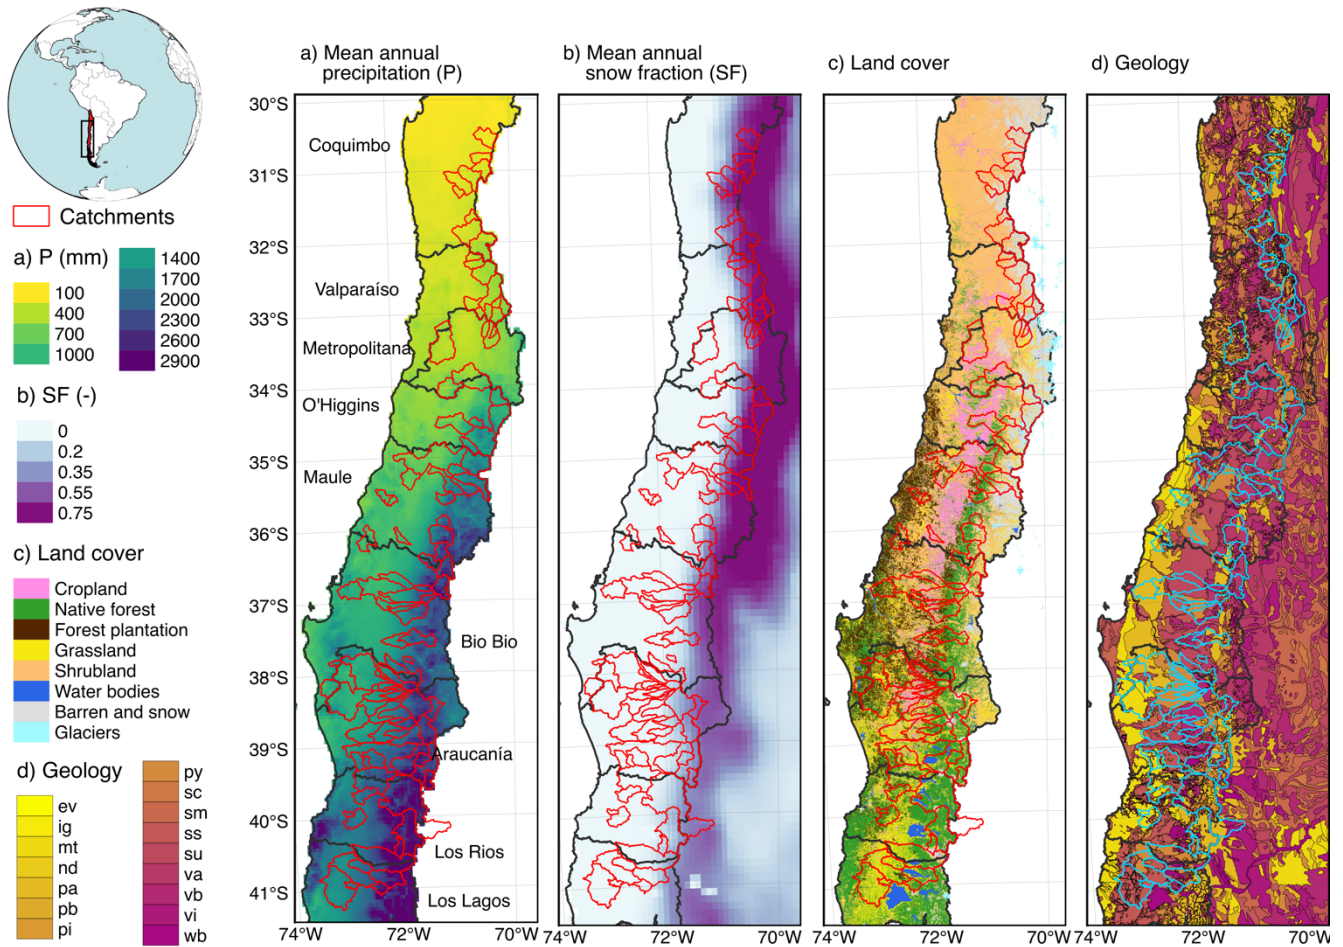 Catchments
a) P (mm)
100
400
700
1000
1400
1700
2000
2300
2600
2900
b) SF (-)
0
0.2
0.35
0.55
0.75
c) Land cover
Cropland
Native forest
Forest plantation
Grassland
Shrubland
Water bodies
Barren and snow
Glaciers
d) Geology
ev
ig
mt
nd
pa
pb
pi
py
sc
sm
ss
su
va
vb
vi
wb
a) Mean annual
precipitation (P)
30°S
31°S
32°S
33°S
34°S
35°S
36°S
37°S
38°S
39°S
40°S
41°S
Coquimbo
Valparaíso
Metropolitana
O'Higgins
Maule
Bio Bio
Araucanía
Los Rios
Los Lagos
74°W
72°W
70°W
b) Mean annual
snow fraction (SF)
74°W
72°W
70°W
c) Land cover
74°W
72°W
70°W
d) Geology
74°W
72°W
70°W